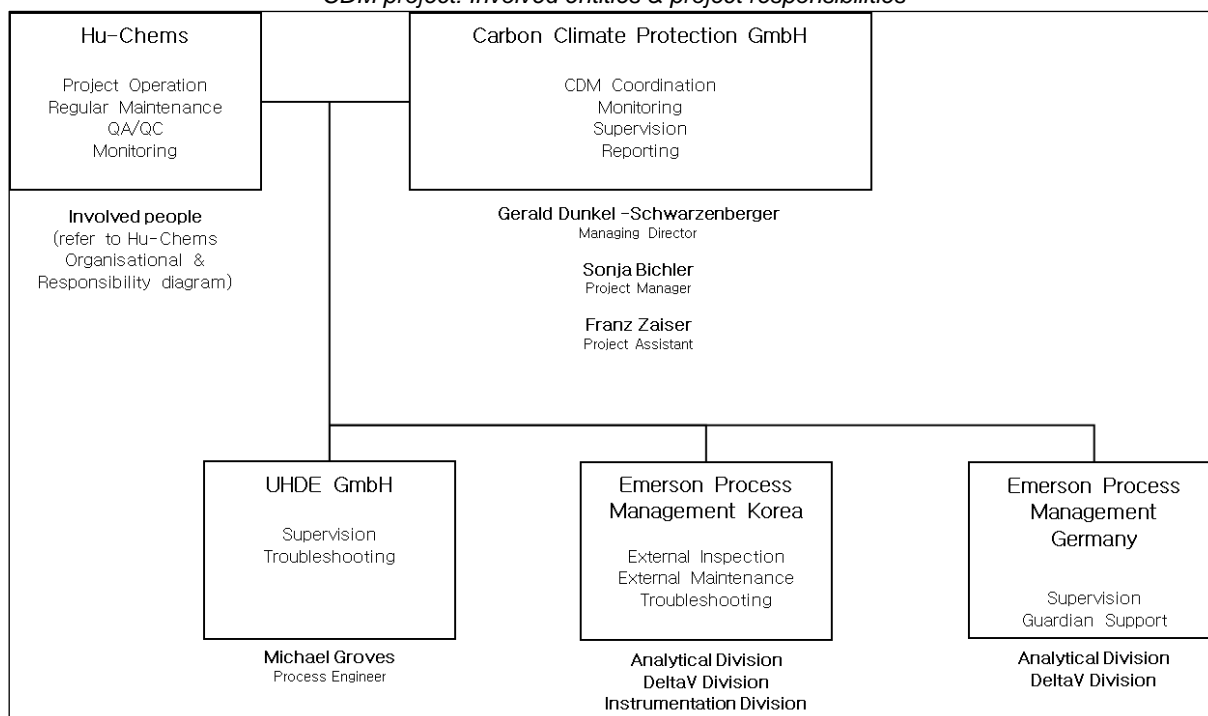 CDM project: Involved entities & project responsibilities
Hu-Chems
Project Operation
Regular Maintenance
QA/QC
Monitoring
Involved people
(refer to Hu-Chems
Organisational &
Responsibility diagram)
Carbon Climate Protection GmbH
CDM Coordination
Monitoring
Supervision
Reporting
Gerald Dunkel -Schwarzenberger
Managing Director
Sonja Bichler
Project Manager
Franz Zaiser
Project Assistant
UHDE GmbH
Supervision
Troubleshooting
Michael Groves
Process Engineer
Emerson Process
Management Korea
External Inspection
External Maintenance
Troubleshooting
Analytical Division
DeltaV Division
Instrumentation Division
Emerson Process
Management
Germany
Supervision
Guardian Support
Analytical Division
DeltaV Division